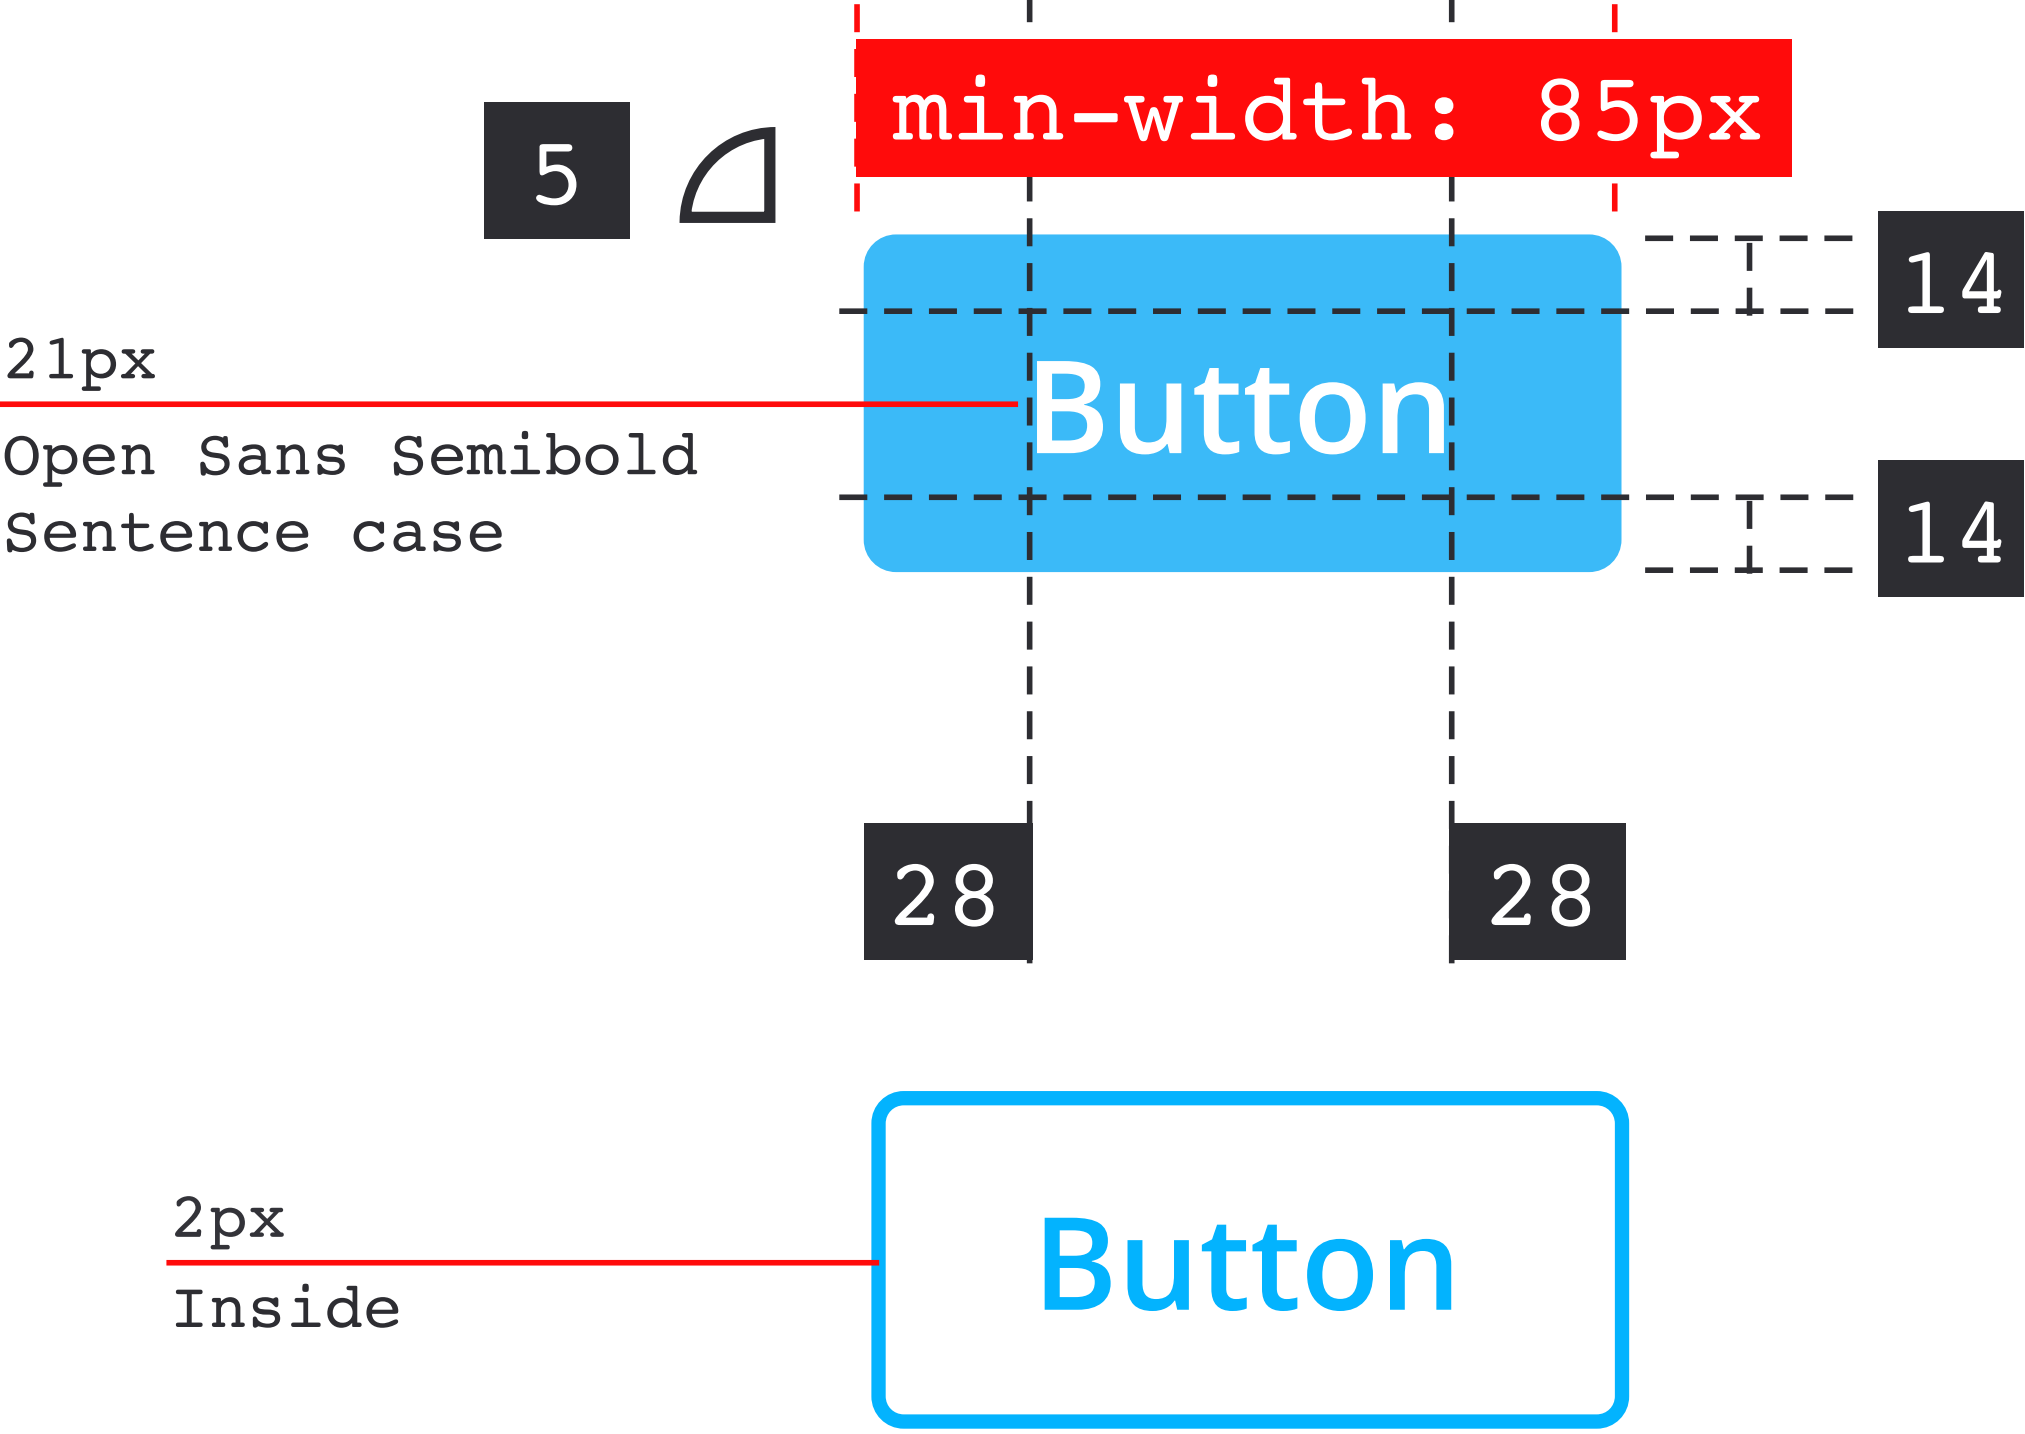 min-width: 85px
5
14
21px
Button
Open Sans Semibold
Sentence case
14
28
28
2px
Button
Inside